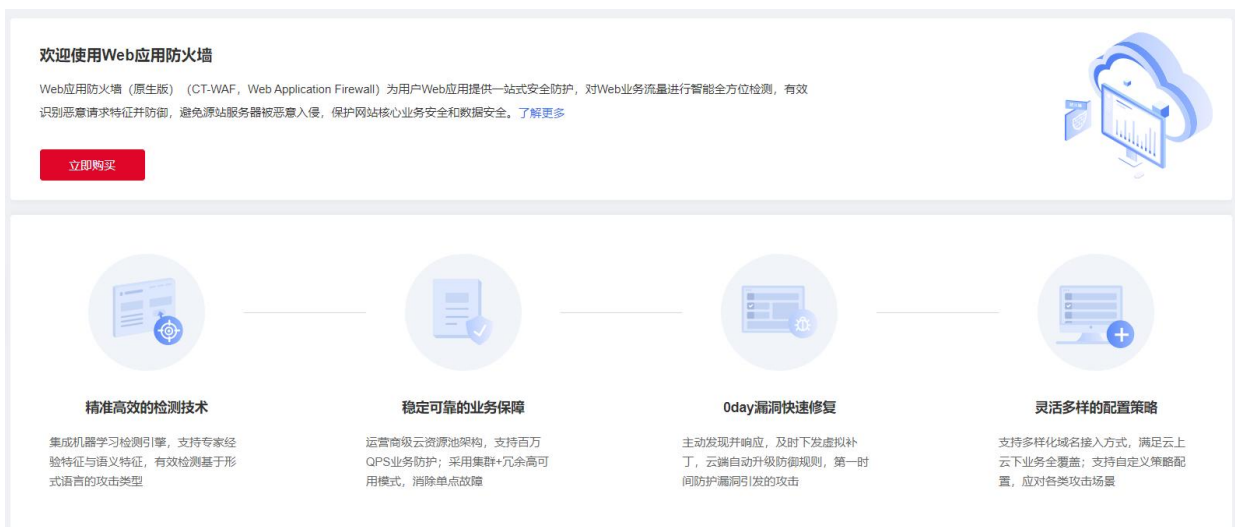 欢迎使用Web应用防火墙
Web应用防火墙（原生版）（CT-WAF，Web Application Firewall）为用户Web应用提供一站式安全防护，对Web业务流量进行智能全方位检测，有效
识别恶意请求特征并防御，避免源站服务器被恶意入侵，保护网站核心业务安全和数据安全。了解更多
立即购买
精准高效的检测技术
集成机器学习检测引擎，支持专家经
验特征与语义特征，有效检测基于形
式语言的攻击类型
稳定可靠的业务保障
运营商级云资源池架构，支持百万
QPS业务防护；采用集群+冗余高可
用模式，消除单点故障
0day漏洞快速修复
主动发现并响应，及时下发虚拟补
丁，云端自动升级防御规则，第一时
间防护漏洞引发的攻击
灵活多样的配置策略
支持多样化域名接入方式，满足云上
云下业务全覆盖；支持自定义策略配
置，应对各类攻击场景